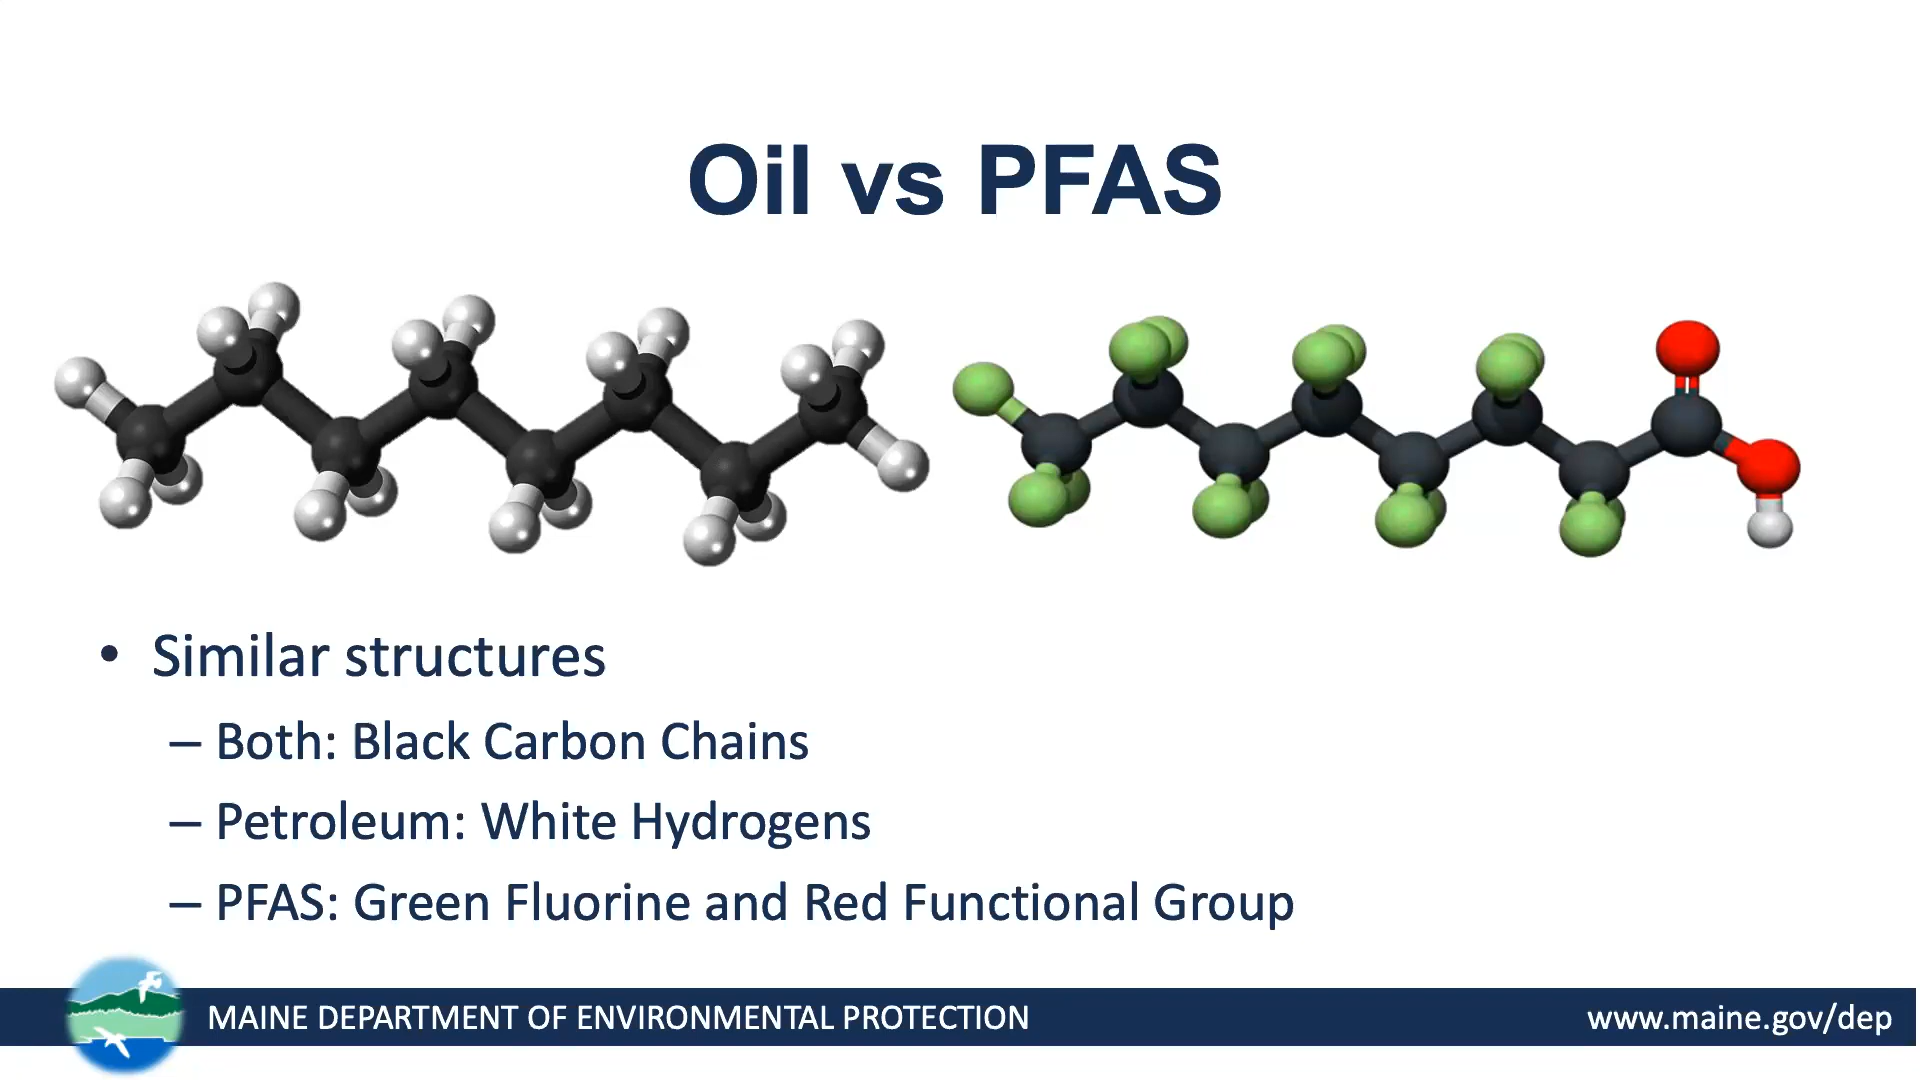 Oil vs PFAS
• Similar structures
– Both: Black Carbon Chains
– Petroleum: White Hydrogens
– PFAS: Green Fluorine and Red Functional Group
MAINE DEPARTMENT OF ENVIRONMENTAL PROTECTION
www.maine.gov/dep